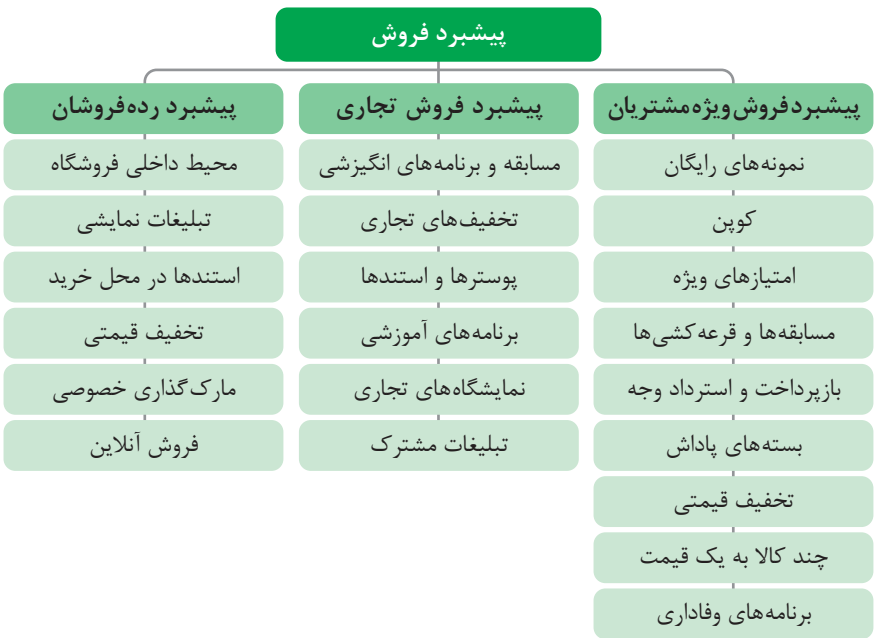 پیشبرد فروش
پیشبردفروش‌ویژه‌مشتریان
نمونه‌های رایگان
کوپن
امتیازهای ویژه
مسابقه‌ها و قرعه‌کشی‌ها
بازپرداخت و استرداد وجه
بسته‌های پاداش
تخفیف قیمتی
چند کالا به یک قیمت
برنامه‌های وفاداری
پیشبرد فروش تجاری
مسابقه و برنامه‌های انگیزشی
تخفیف‌های تجاری
پوسترها و استندها
برنامه‌های آموزشی
نمایشگاه‌های تجاری
تبلیغات مشترک
پیشبرد رده‌فروشان
محیط داخلی فروشگاه
تبلیغات نمایشی
استندها در محل خرید
تخفیف قیمتی
مارک‌گذاری خصوصی
فروش آنلاین